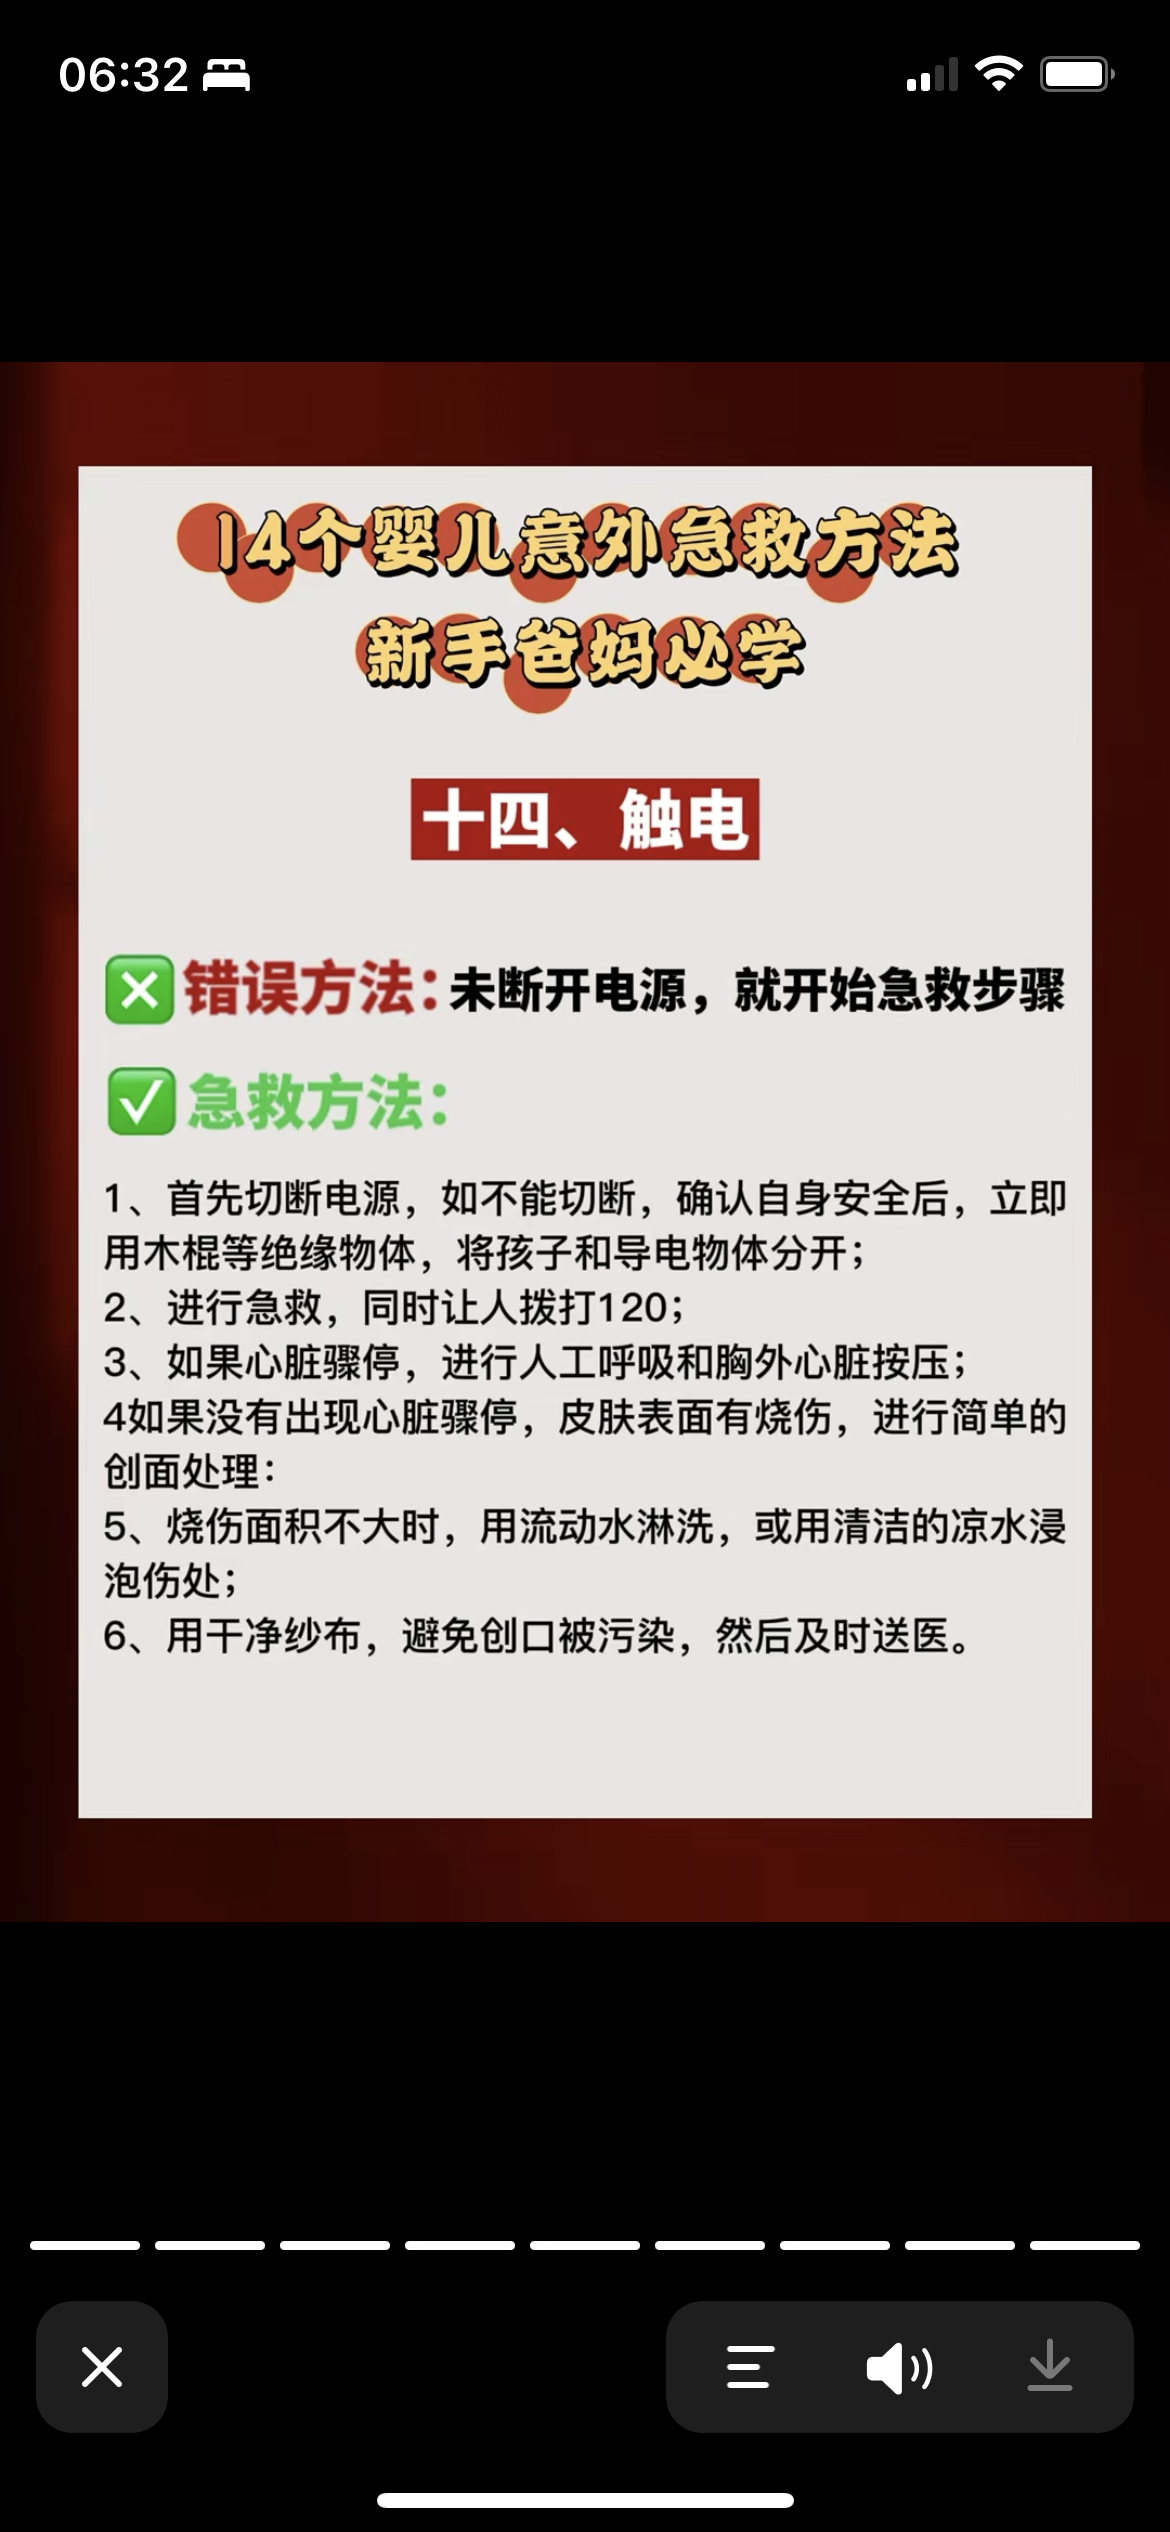 06:32
14个婴儿意外急救方法
新手爸妈必学
十四、触电
错误方法：未断开电源，就开始急救步骤
急救方法：
1、首先切断电源，如不能切断，确认自身安全后，立即
用木棍等绝缘物体，将孩子和导电物体分开；
2、进行急救，同时让人拨打120；
3、如果心脏骤停，进行人工呼吸和胸外心脏按压；
4如果没有出现心脏骤停，皮肤表面有烧伤，进行简单的
创面处理：
5、烧伤面积不大时，用流动水淋洗，或用清洁的凉水浸
泡伤处；
6、用干净纱布，避免创口被污染，然后及时送医。